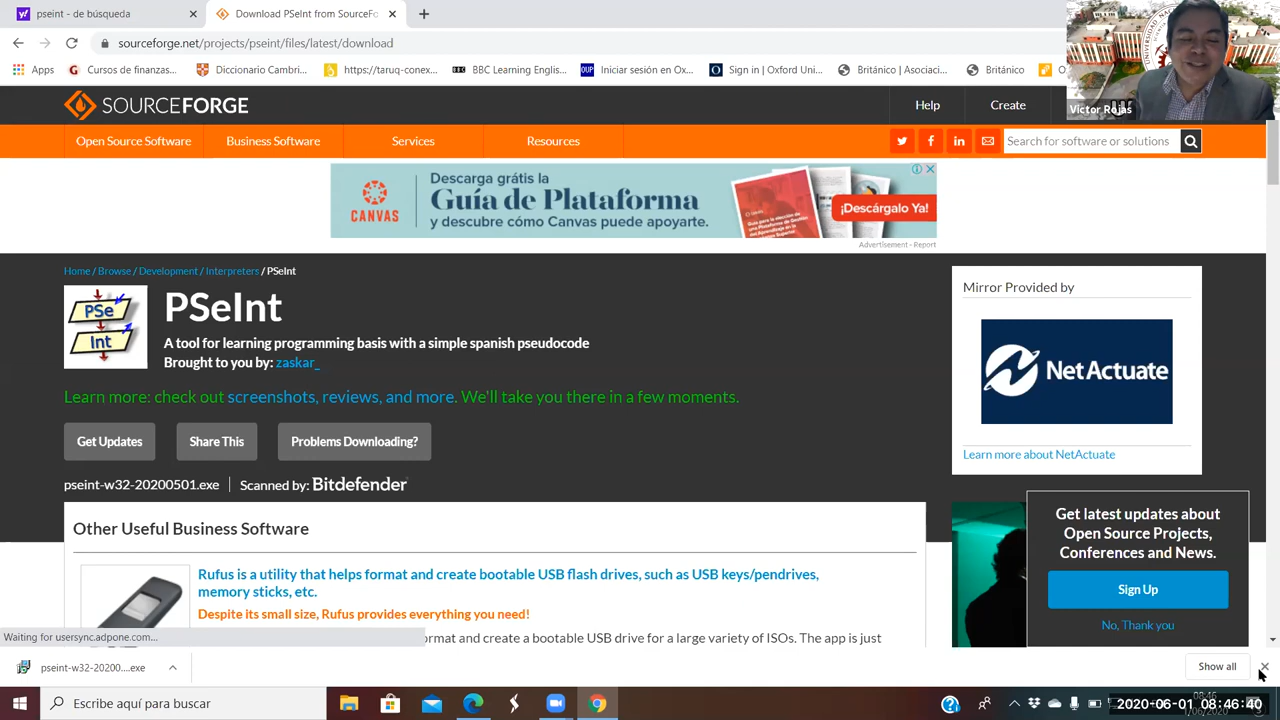 pseint - de búsqueda
Download PSeInt from SourceFo
sourceforge.net/projects/pseint/files/latest/download
Apps
Cursos de finanzas...
Diccionario Cambri...
https://taruq-conex...
BBC Learning Englis...
Iniciar sesión en Ox...
Sign in | Oxford Uni...
Británico | Asociaci...
Británico
Victor Rojas
SOURCEFORGE
Help
Create
Open Source Software
Business Software
Services
Resources
Search for software or solutions
CANVAS
Descarga grátis la
Guía de Plataforma
y descubre cómo Canvas puede apoyarte.
¡Descárgalo Ya!
Advertisement - Report
Home / Browse / Development / Interpreters / PSeInt
PSe
Int
PSeInt
A tool for learning programming basis with a simple spanish pseudocode
Brought to you by: zaskar_
Learn more: check out screenshots, reviews, and more. We'll take you there in a few moments.
Get Updates
Share This
Problems Downloading?
pseint-w32-20200501.exe
Scanned by: Bitdefender
Mirror Provided by
NetActuate
Learn more about NetActuate
Other Useful Business Software
Rufus is a utility that helps format and create bootable USB flash drives, such as USB keys/pendrives,
memory sticks, etc.
Despite its small size, Rufus provides everything you need!
ormat and create a bootable USB drive for a large variety of ISOs. The app is just
Get latest updates about
Open Source Projects,
Conferences and News.
Sign Up
No, Thank you
Waiting for usersync.adpone.com...
pseint-w32-20200....exe
Show all
Escribe aquí para buscar
08:46
2020-06-01 08:46:40